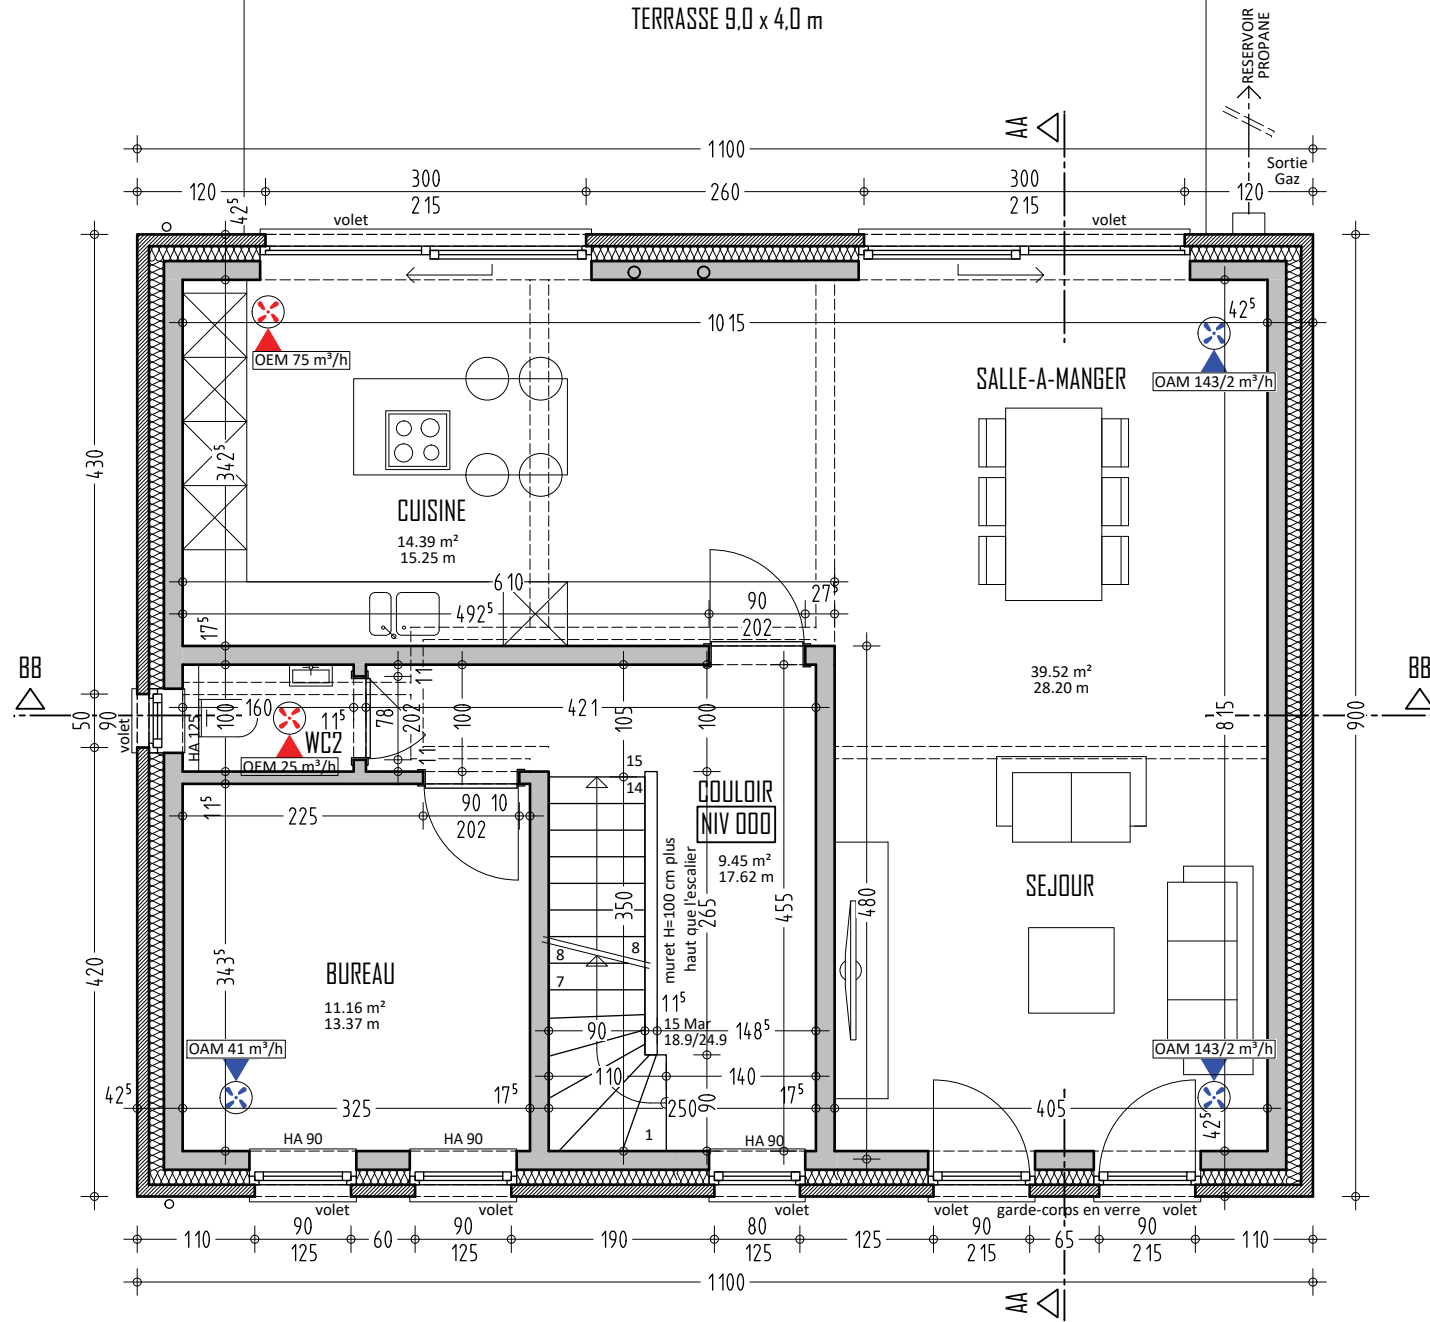 TERRASSE 9,0 x 4,0 m
RESERVOIR
PROPANE
AA
1100
Sortie
Gaz
120
300
215
260
300
215
120
42⁵
volet
volet
430
1015
42⁵
OEM 75 m³/h
SALLE-A-MANGER
OAM 143/2 m³/h
342⁵
CUISINE
14.39 m²
15.25 m
610
492⁵
90
202
27⁵
17⁵
BB
BB
39.52 m²
28.20 m
50
90
volet
HA 125
100
160
11⁵
WC2
OEM 25 m³/h
78
202
11
11
100
421
105
100
815
900
11⁵
225
90
10
202
15
14
COULOIR
NIV 000
9.45 m²
17.62 m
muret H=100 cm plus
haut que l'escalier
350
265
455
480
SEJOUR
420
343⁵
BUREAU
11.16 m²
13.37 m
8
8
7
11⁵
15 Mar
18.9/24.9
90
148⁵
OAM 41 m³/h
OAM 143/2 m³/h
110
140
42⁵
325
17⁵
250
90
17⁵
405
42⁵
1
HA 90
HA 90
HA 90
volet
volet
volet
volet
garde-corps en verre
volet
110
90
125
60
90
125
190
80
125
125
90
215
65
90
215
110
1100
AA